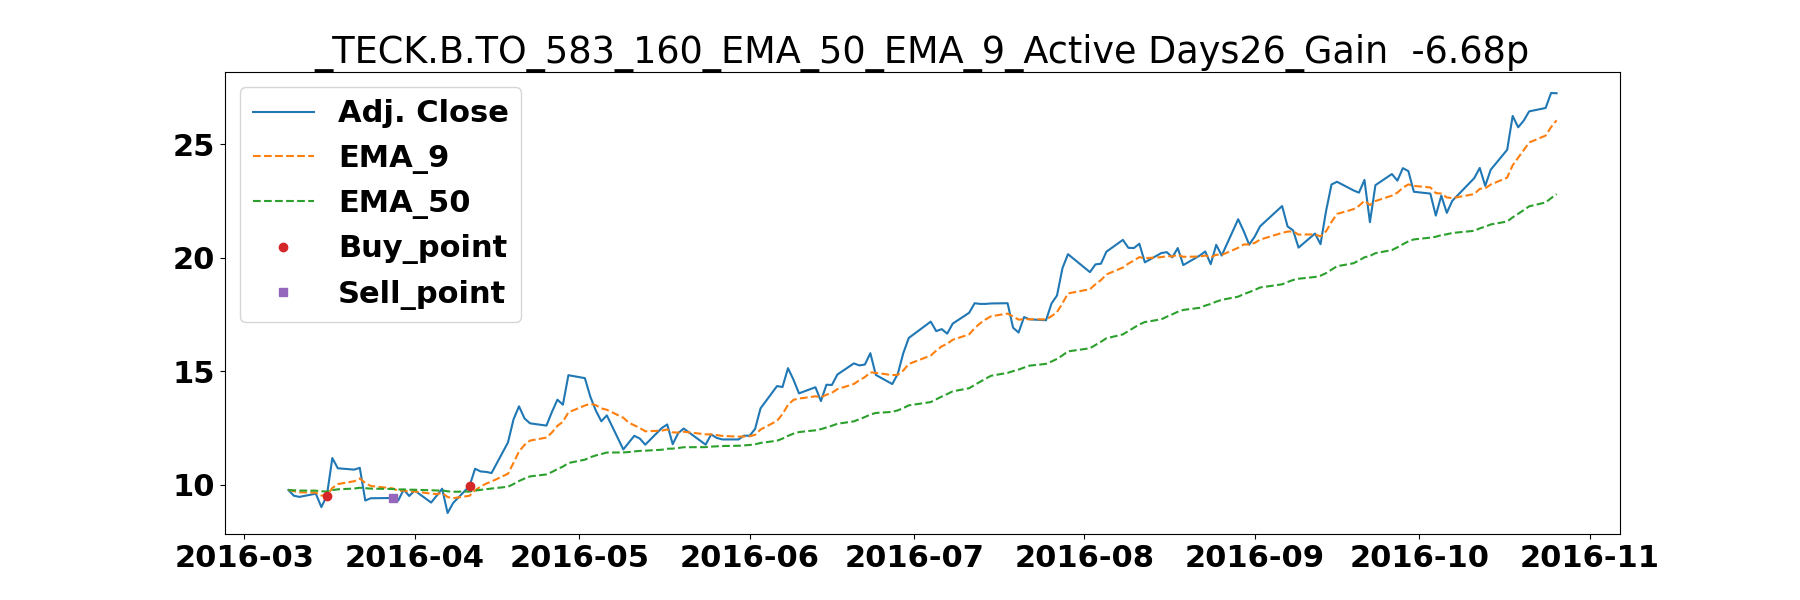 _TECK.B.TO_583_160_EMA_50_EMA_9_Active Days26_Gain  -6.68p
Adj. Close
EMA_9
EMA_50
Buy_point
Sell_point
25
20
15
10
2016-03 2016-04 2016-05 2016-06 2016-07 2016-08 2016-09 2016-10 2016-11